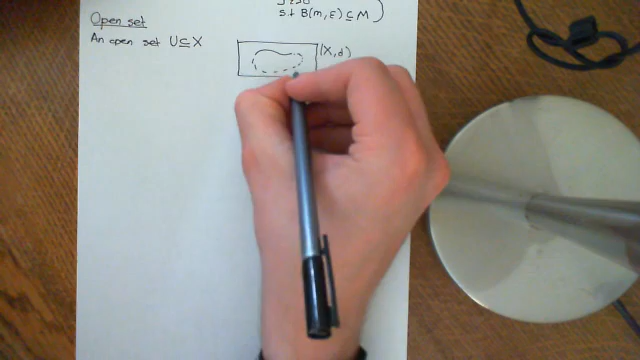 s.t B(m,ε) ⊆ M
Open set
An open set U⊆X
(X,d)